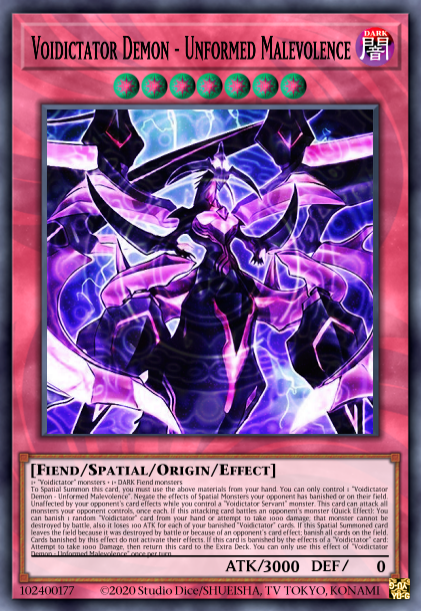 Voidictator Demon - Unformed Malevolence
DARK
闇
[Fiend/Spatial/Origin/Effect]
1+ "Voidictator" monsters + 1+ DARK Fiend monsters
To Spatial Summon this card, you must use the above materials from your hand. You can only control 1 "Voidictator
Demon - Unformed Malevolence". Negate the effects of Spatial Monsters your opponent has banished or on their field.
Unaffected by your opponent's card effects while you control a "Voidictator Servant" monster. This card can attack all
monsters your opponent controls, once each. If this attacking card battles an opponent's monster (Quick Effect): You
can banish 1 random "Voidictator" card from your hand or attempt to take 1000 damage; that monster cannot be
destroyed by battle, also it loses 100 ATK for each of your banished "Voidictator" cards. If this Spatial Summoned card
leaves the field because it was destroyed by battle or because of an opponent's card effect; banish all cards on the field.
Cards banished by this effect do not activate their effects. If this card is banished by the effects of a "Voidictator" card:
Attempt to take 1000 Damage, then return this card to the Extra Deck. You can only use this effect of "Voidictator
Demon - Unformed Malevolence" once per turn.
ATK/3000 DEF/ 0
102400177 ©2020 Studio Dice/SHUEISHA, TV TOKYO, KONAMI